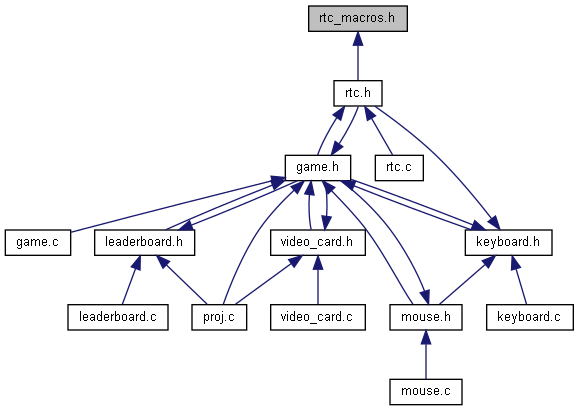 rtc_macros.h
rtc.h
game.h
rtc.c
game.c
leaderboard.h
video_card.h
keyboard.h
leaderboard.c
proj.c
video_card.c
mouse.h
keyboard.c
mouse.c